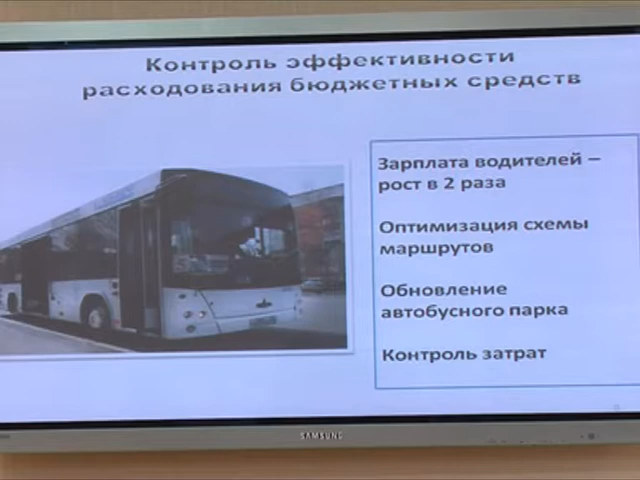 Контроль эффективности
расходования бюджетных средств
Зарплата водителей –
рост в 2 раза
Оптимизация схемы
маршрутов
Обновление
автобусного парка
Контроль затрат
SAMSUNG